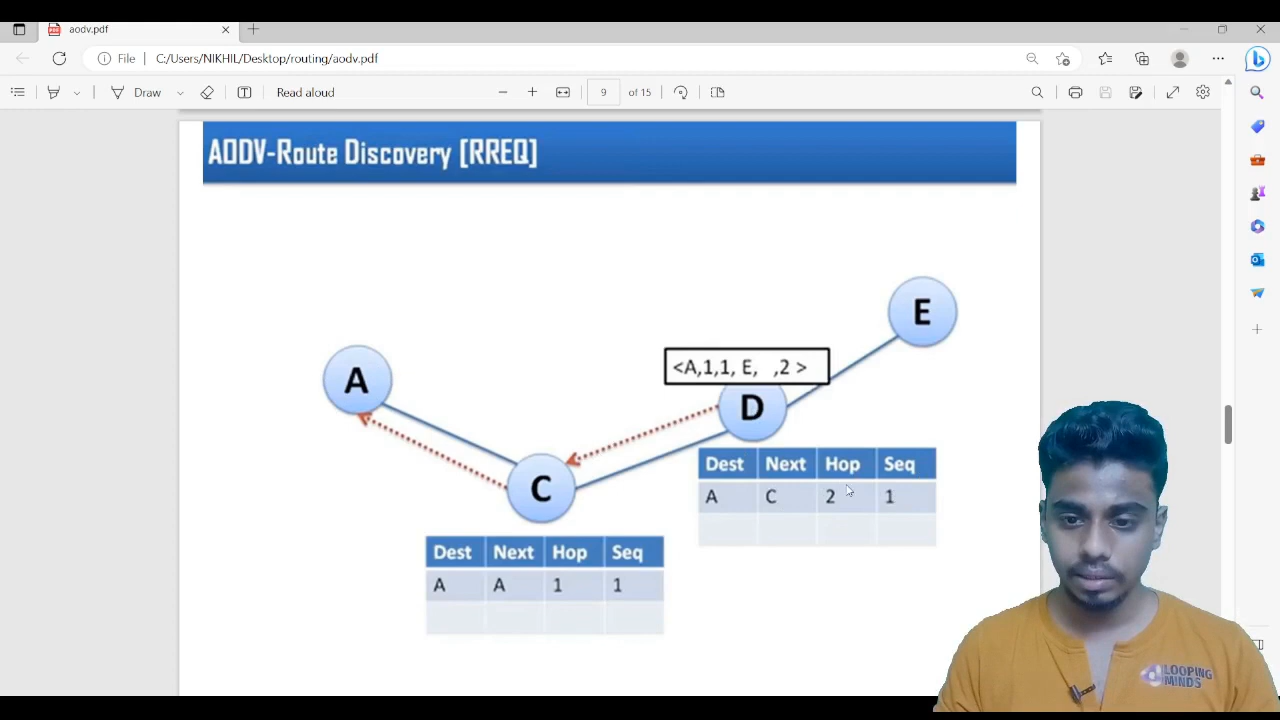 aodv.pdf
File C:/Users/NIKHIL/Desktop/routing/aodv.pdf
Draw Read aloud 9 of 15
AODV-Route Discovery [RREQ]
E
A
<A,1,1, E, ,2 >
D
Dest Next Hop Seq
A C 2 1
C
Dest Next Hop Seq
A A 1 1
LOOPING
MINDS